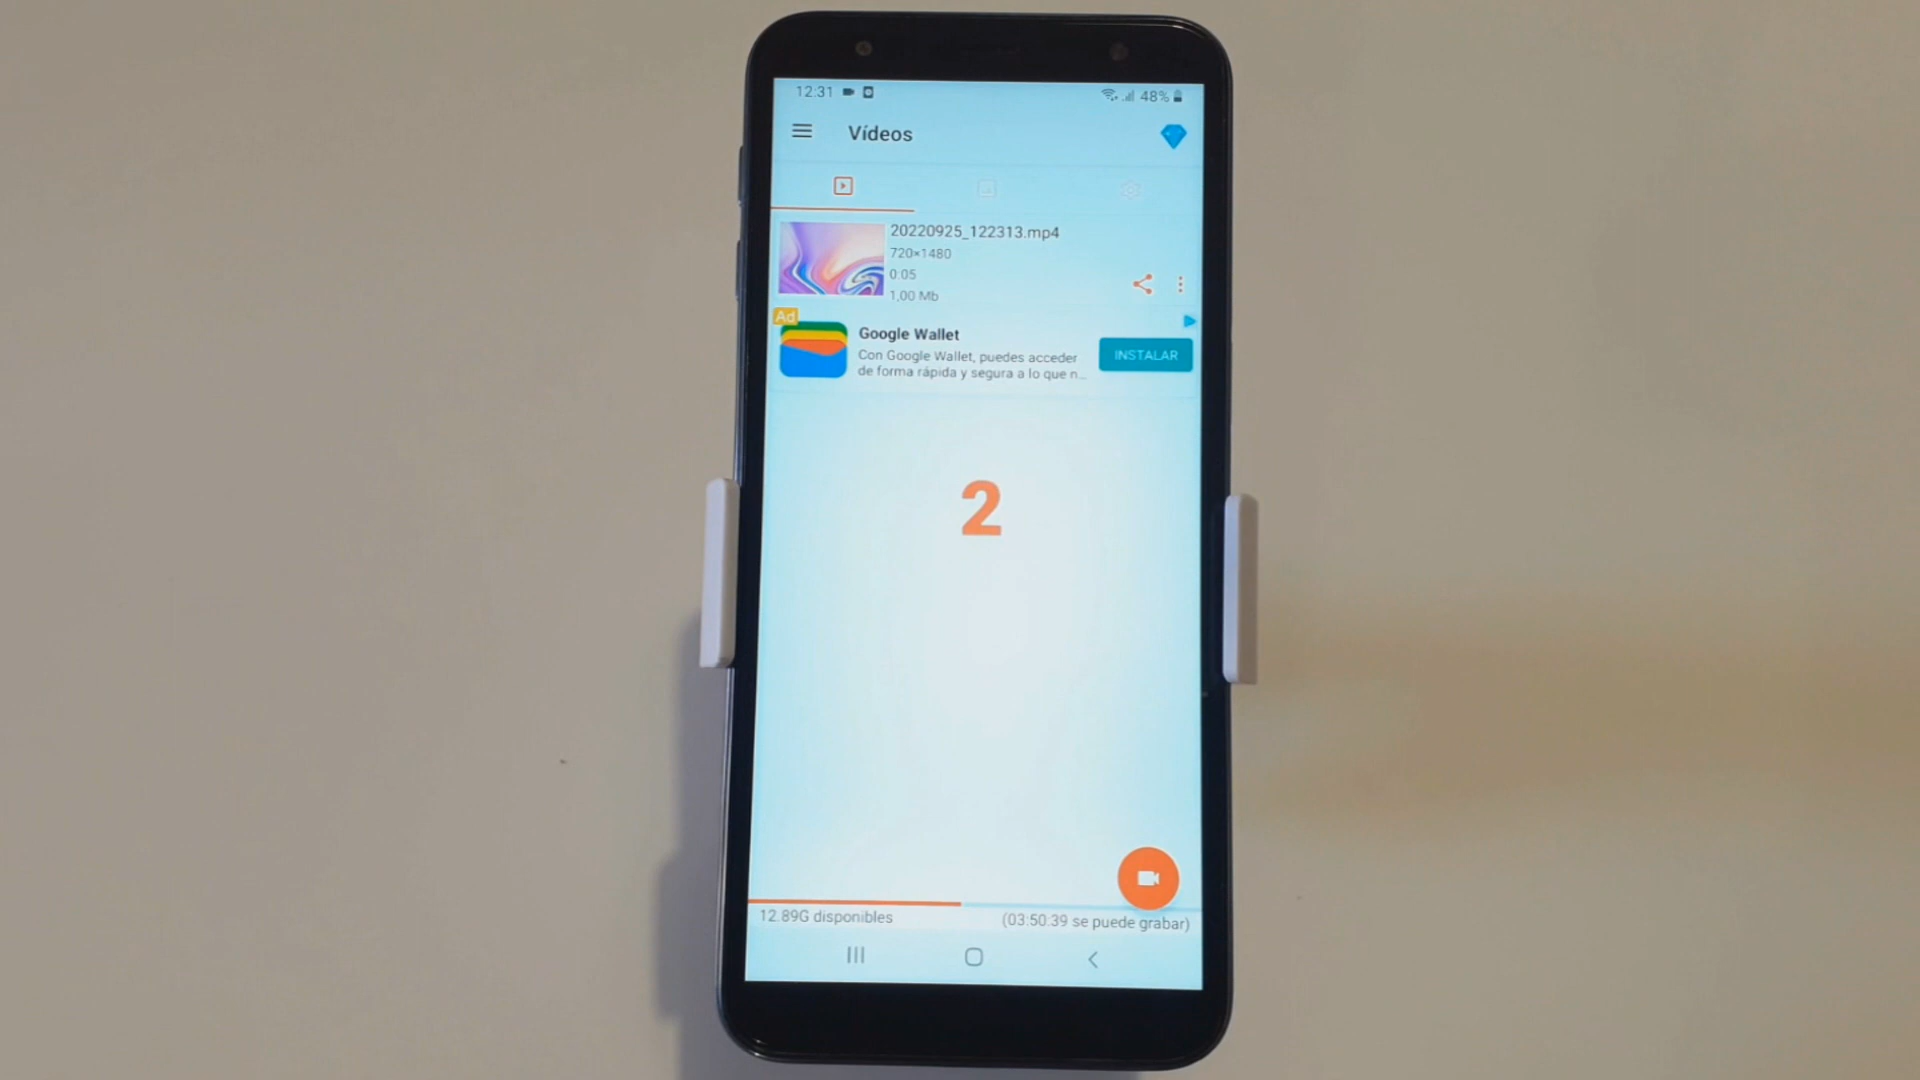 12:31
48%
Vídeos
20220925_122313.mp4
720×1480
0:05
1,00 Mb
Ad
Google Wallet
Con Google Wallet, puedes acceder
de forma rápida y segura a lo que n...
INSTALAR
2
12.89G disponibles
(03:50:39 se puede grabar)